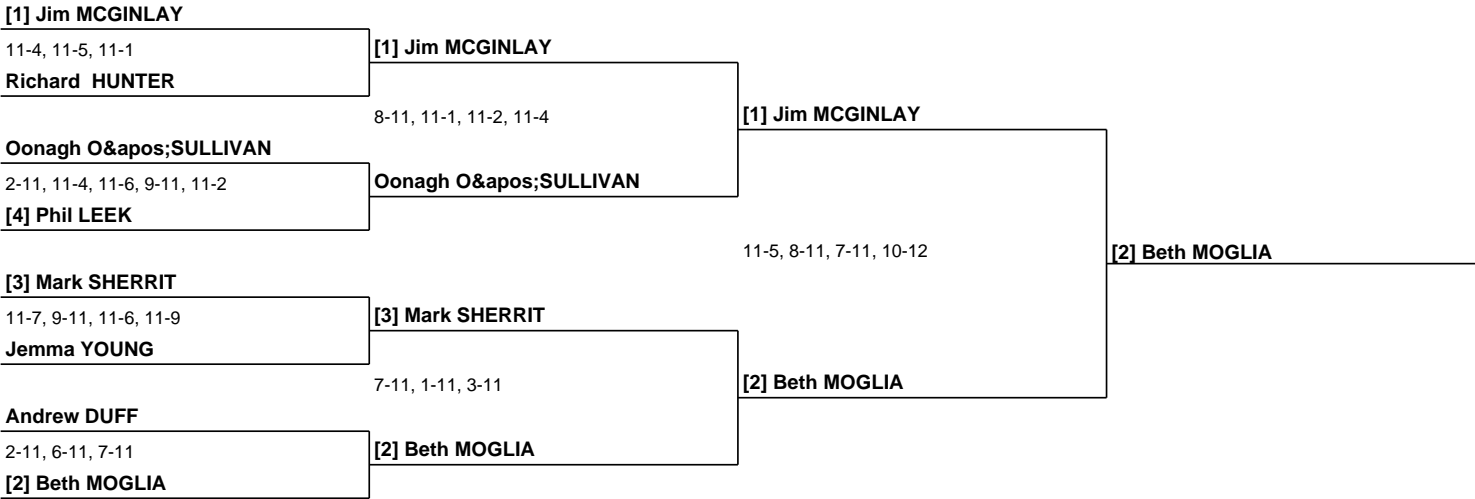 [1] Jim MCGINLAY
11-4, 11-5, 11-1
[1] Jim MCGINLAY
Richard  HUNTER
8-11, 11-1, 11-2, 11-4
[1] Jim MCGINLAY
Oonagh O&apos;SULLIVAN
2-11, 11-4, 11-6, 9-11, 11-2
Oonagh O&apos;SULLIVAN
[4] Phil LEEK
11-5, 8-11, 7-11, 10-12
[2] Beth MOGLIA
[3] Mark SHERRIT
11-7, 9-11, 11-6, 11-9
[3] Mark SHERRIT
Jemma YOUNG
7-11, 1-11, 3-11
[2] Beth MOGLIA
Andrew DUFF
2-11, 6-11, 7-11
[2] Beth MOGLIA
[2] Beth MOGLIA